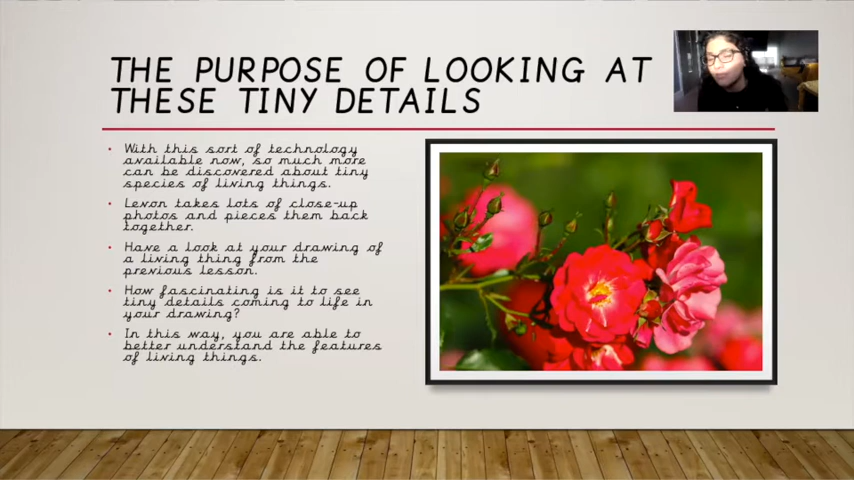 THE PURPOSE OF LOOKING AT
THESE TINY DETAILS
• With this sort of technology
available now, so much more
can be discovered about tiny
species of living things.
• Levon takes lots of close-up
photos and pieces them back
together.
• Have a look at your drawing of
a living thing from the
previous lesson.
• How fascinating is it to see
tiny details coming to life in
your drawing?
• In this way, you are able to
better understand the features
of living things.